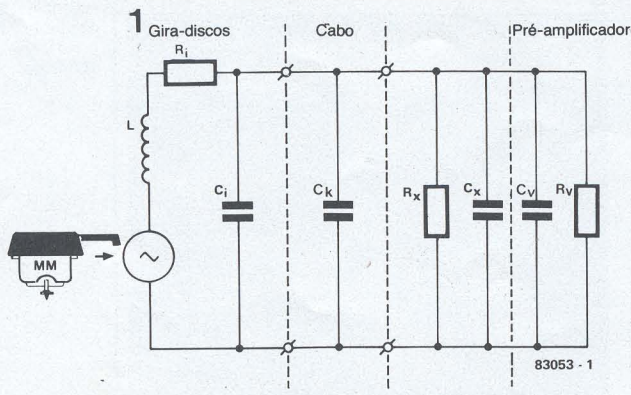 1
Gira-discos
Cabo
Pré-amplificador
Ri
L
Ci
Ck
Rx
Cx
Cv
Rv
MM
83053 - 1